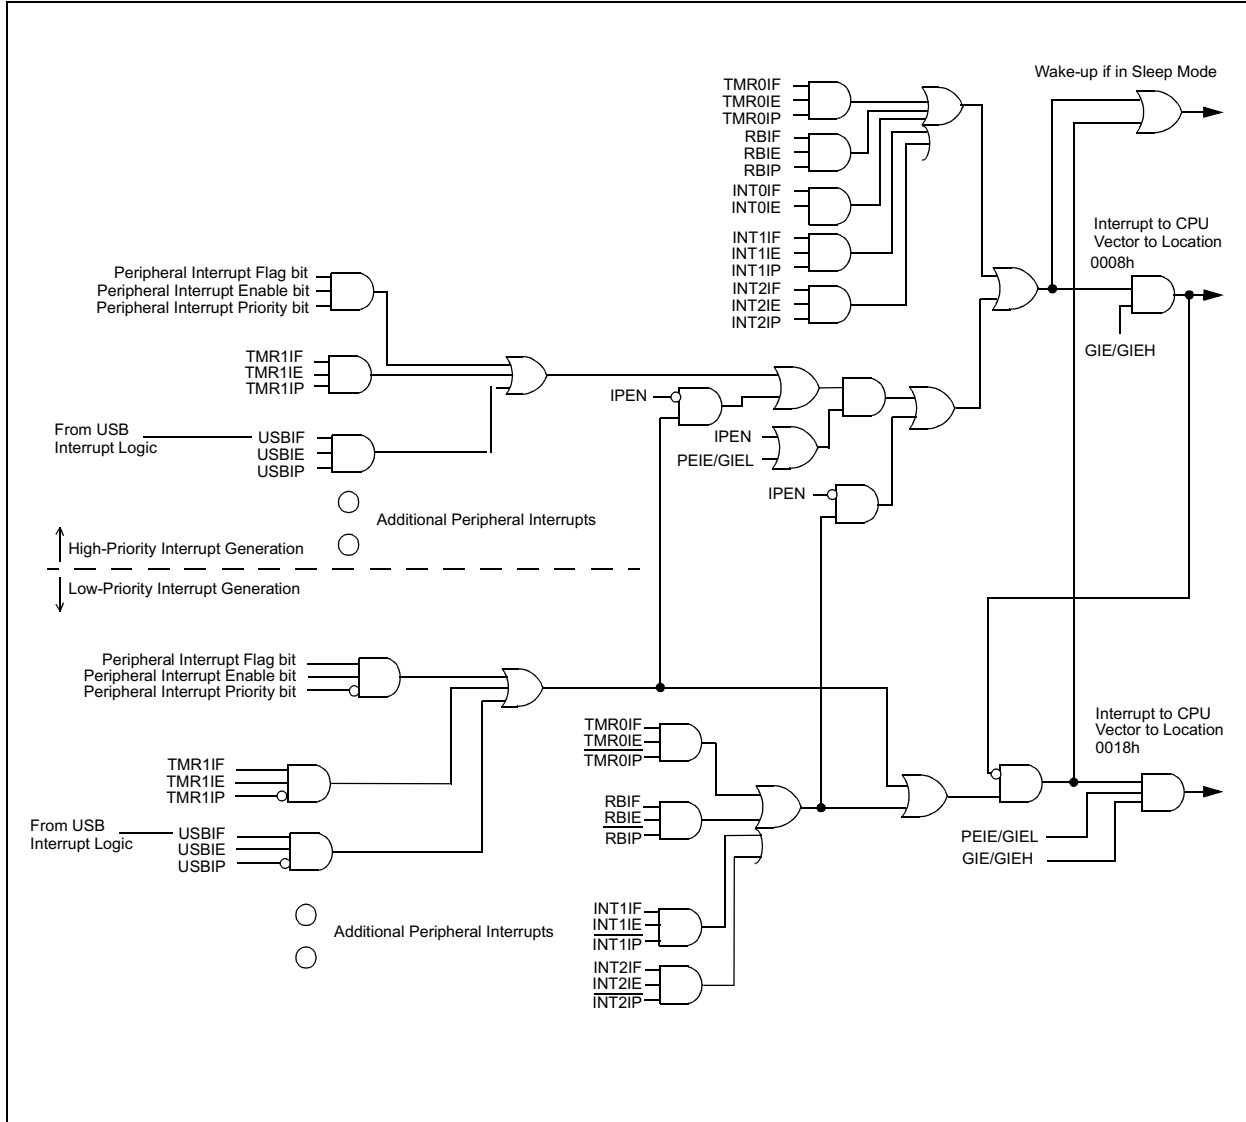 Wake-up if in Sleep Mode
TMR0IF
TMR0IE
TMR0IP
RBIF
RBIE
RBIP
INT0IF
INT0IE
INT1IF
INT1IE
INT1IP
INT2IF
INT2IE
INT2IP
Interrupt to CPU
Vector to Location
0008h
GIE/GIEH
Peripheral Interrupt Flag bit
Peripheral Interrupt Enable bit
Peripheral Interrupt Priority bit
TMR1IF
TMR1IE
TMR1IP
From USB
Interrupt Logic
USBIF
USBIE
USBIP
IPEN
IPEN
PEIE/GIEL
IPEN
Additional Peripheral Interrupts
High-Priority Interrupt Generation
Low-Priority Interrupt Generation
Peripheral Interrupt Flag bit
Peripheral Interrupt Enable bit
Peripheral Interrupt Priority bit
TMR1IF
TMR1IE
TMR1IP
From USB
Interrupt Logic
USBIF
USBIE
USBIP
Additional Peripheral Interrupts
TMR0IF
TMR0IE
TMR0IP
RBIF
RBIE
RBIP
INT1IF
INT1IE
INT1IP
INT2IF
INT2IE
INT2IP
Interrupt to CPU
Vector to Location
0018h
PEIE/GIEL
GIE/GIEH